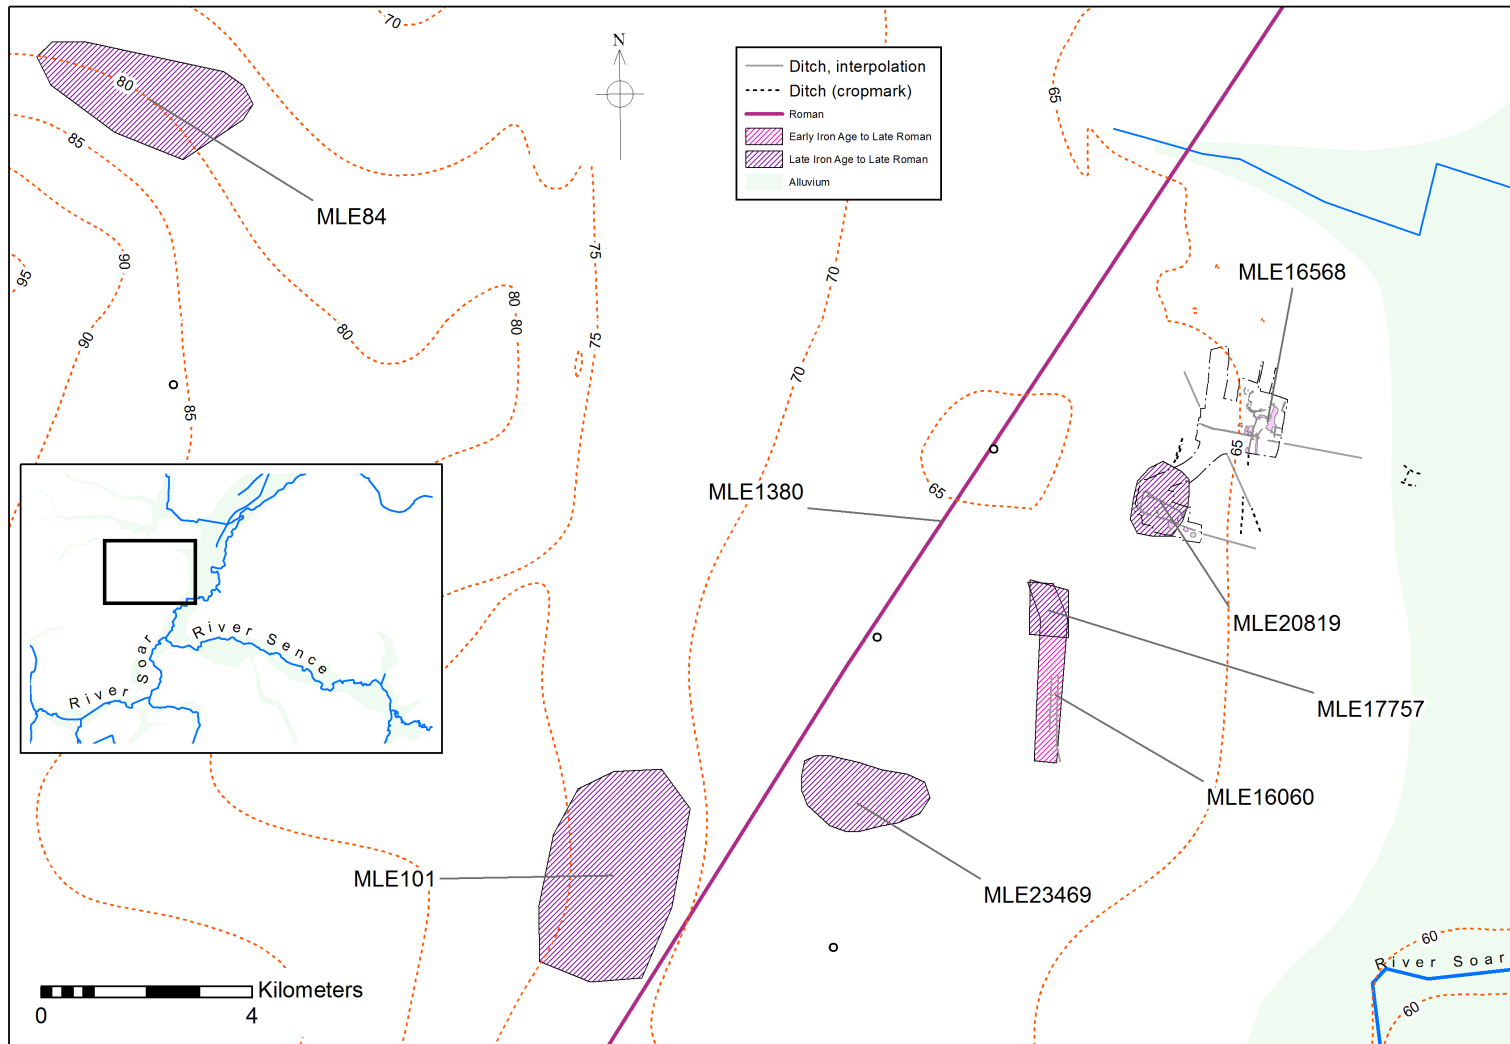 70
N
80
85
90
95
90
80
80
80
75
75
70
70
65
85
Ditch, interpolation
Ditch (cropmark)
Roman
Early Iron Age to Late Roman
Late Iron Age to Late Roman
Alluvium
MLE84
MLE16568
65
65
MLE1380
MLE20819
MLE17757
MLE16060
MLE23469
MLE101
River Sence
River Soar
60
River Soar
60
Kilometers
0 4